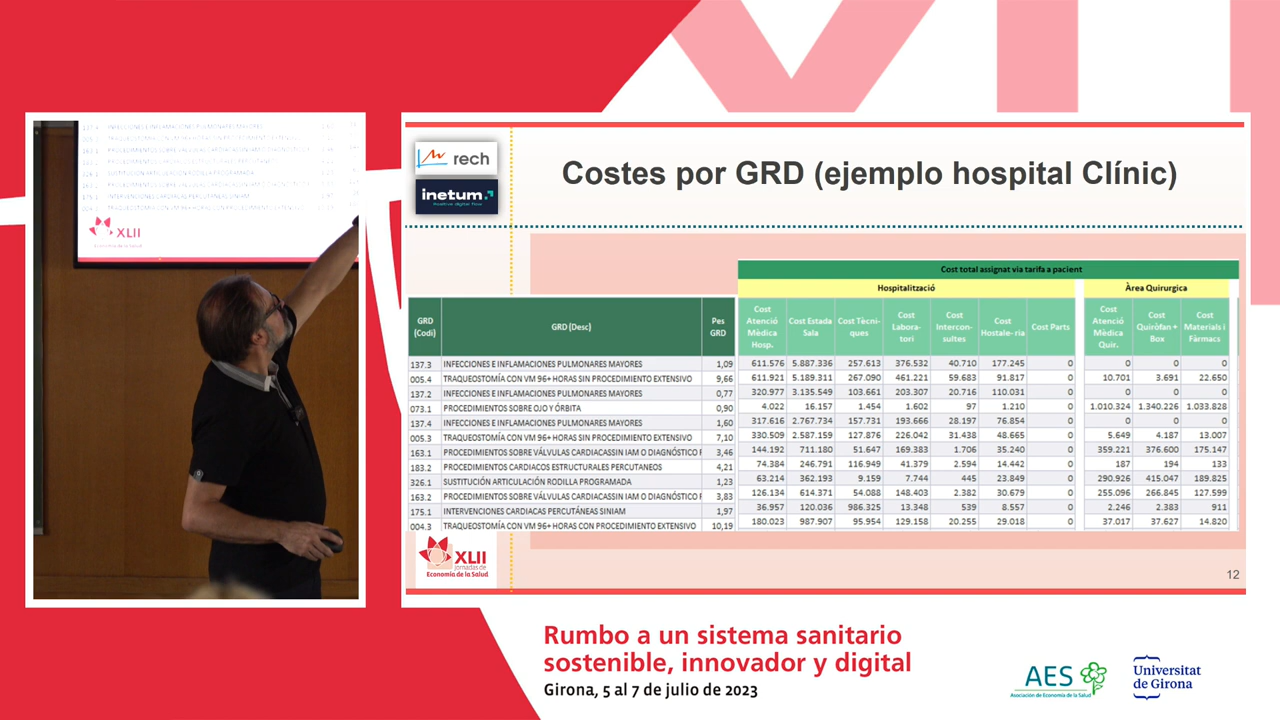 XLII
Economía de la Salud
rech
inetum.
Positive digital flow
Costes por GRD (ejemplo hospital Clínic)
Cost total assignat via tarifa a pacient
Hospitalització Àrea Quirurgica
GRD (Codi) GRD (Desc) Pes GRD Cost Atenció Mèdica Hosp. Cost Estada Sala Cost Tècni-ques Cost Labora-tori Cost Intercon-sultes Cost Hostale- ria Cost Parts Cost Atenció Mèdica Quir. Cost Quiròfan + Box Cost Materials i Fàrmacs
137.3 INFECCIONES E INFLAMACIONES PULMONARES MAYORES 1,09 611.576 5.887.336 257.613 376.532 40.710 177.245 0 0 0 0
005.4 TRAQUEOSTOMÍA CON VM 96+ HORAS SIN PROCEDIMIENTO EXTENSIVO 9,66 611.921 5.189.311 267.090 461.221 59.683 91.817 0 10.701 3.691 22.650
137.2 INFECCIONES E INFLAMACIONES PULMONARES MAYORES 0,77 320.977 3.135.549 103.661 203.307 20.716 110.031 0 0 0 0
073.1 PROCEDIMIENTOS SOBRE OJO Y ÓRBITA 0,90 4.022 16.157 1.454 1.602 97 1.210 0 1.010.324 1.340.226 1.033.828
137.4 INFECCIONES E INFLAMACIONES PULMONARES MAYORES 1,60 317.616 2.767.734 157.731 193.666 28.197 76.854 0 0 0 0
005.3 TRAQUEOSTOMÍA CON VM 96+ HORAS SIN PROCEDIMIENTO EXTENSIVO 7,10 330.509 2.587.159 127.876 226.042 31.438 48.665 0 5.649 4.187 13.007
163.1 PROCEDIMIENTOS SOBRE VÁLVULAS CARDIACASSIN IAM O DIAGNÓSTICO F 3,46 144.192 711.180 51.647 169.383 1.706 35.240 0 359.221 376.600 175.147
183.2 PROCEDIMIENTOS CARDIACOS ESTRUCTURALES PERCUTANEOS 4,21 74.384 246.791 116.949 41.379 2.594 14.442 0 187 194 133
326.1 SUSTITUCIÓN ARTICULACIÓN RODILLA PROGRAMADA 1,23 63.214 362.193 9.159 7.744 445 23.849 0 290.926 415.047 189.825
163.2 PROCEDIMIENTOS SOBRE VÁLVULAS CARDIACASSIN IAM O DIAGNÓSTICO F 3,83 126.134 614.371 54.088 148.403 2.382 30.679 0 255.096 266.845 127.599
175.1 INTERVENCIONES CARDIACAS PERCUTÁNEAS SINIAM 1,97 36.957 120.036 986.325 13.348 539 8.557 0 2.246 2.383 911
004.3 TRAQUEOSTOMÍA CON VM 96+ HORAS CON PROCEDIMIENTO EXTENSIVO 10,19 180.023 987.907 95.954 129.158 20.255 29.018 0 37.017 37.627 14.820
XLII
jornadas de
Economía de la Salud
12
Rumbo a un sistema sanitario
sostenible, innovador y digital
Girona, 5 al 7 de julio de 2023
AES
Asociación de Economía de la Salud
Universitat
de Girona